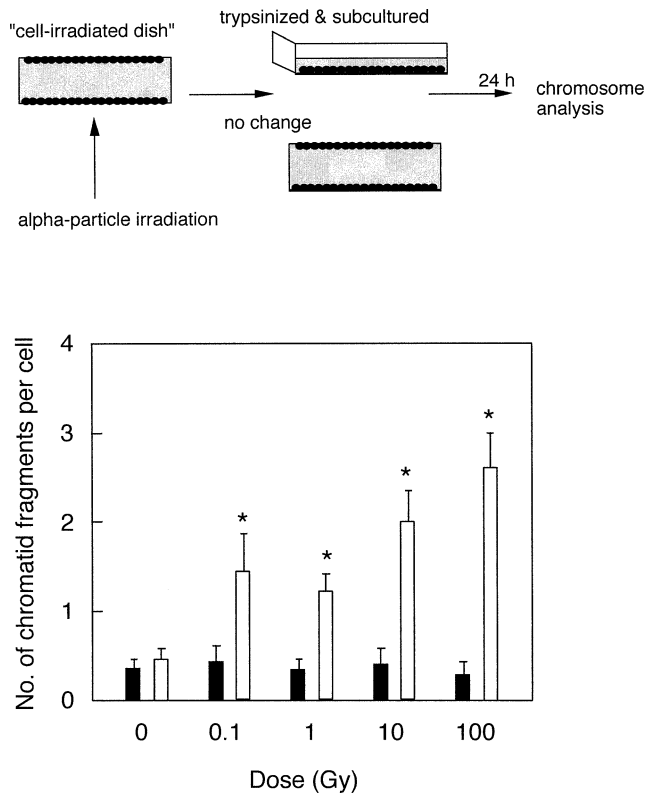 trypsinized & subcultured
"cell-irradiated dish"
24 h
chromosome
analysis
no change
alpha-particle irradiation
No. of chromatid fragments per cell
4
3
2
1
0
* * * *
0 0.1 1 10 100
Dose (Gy)